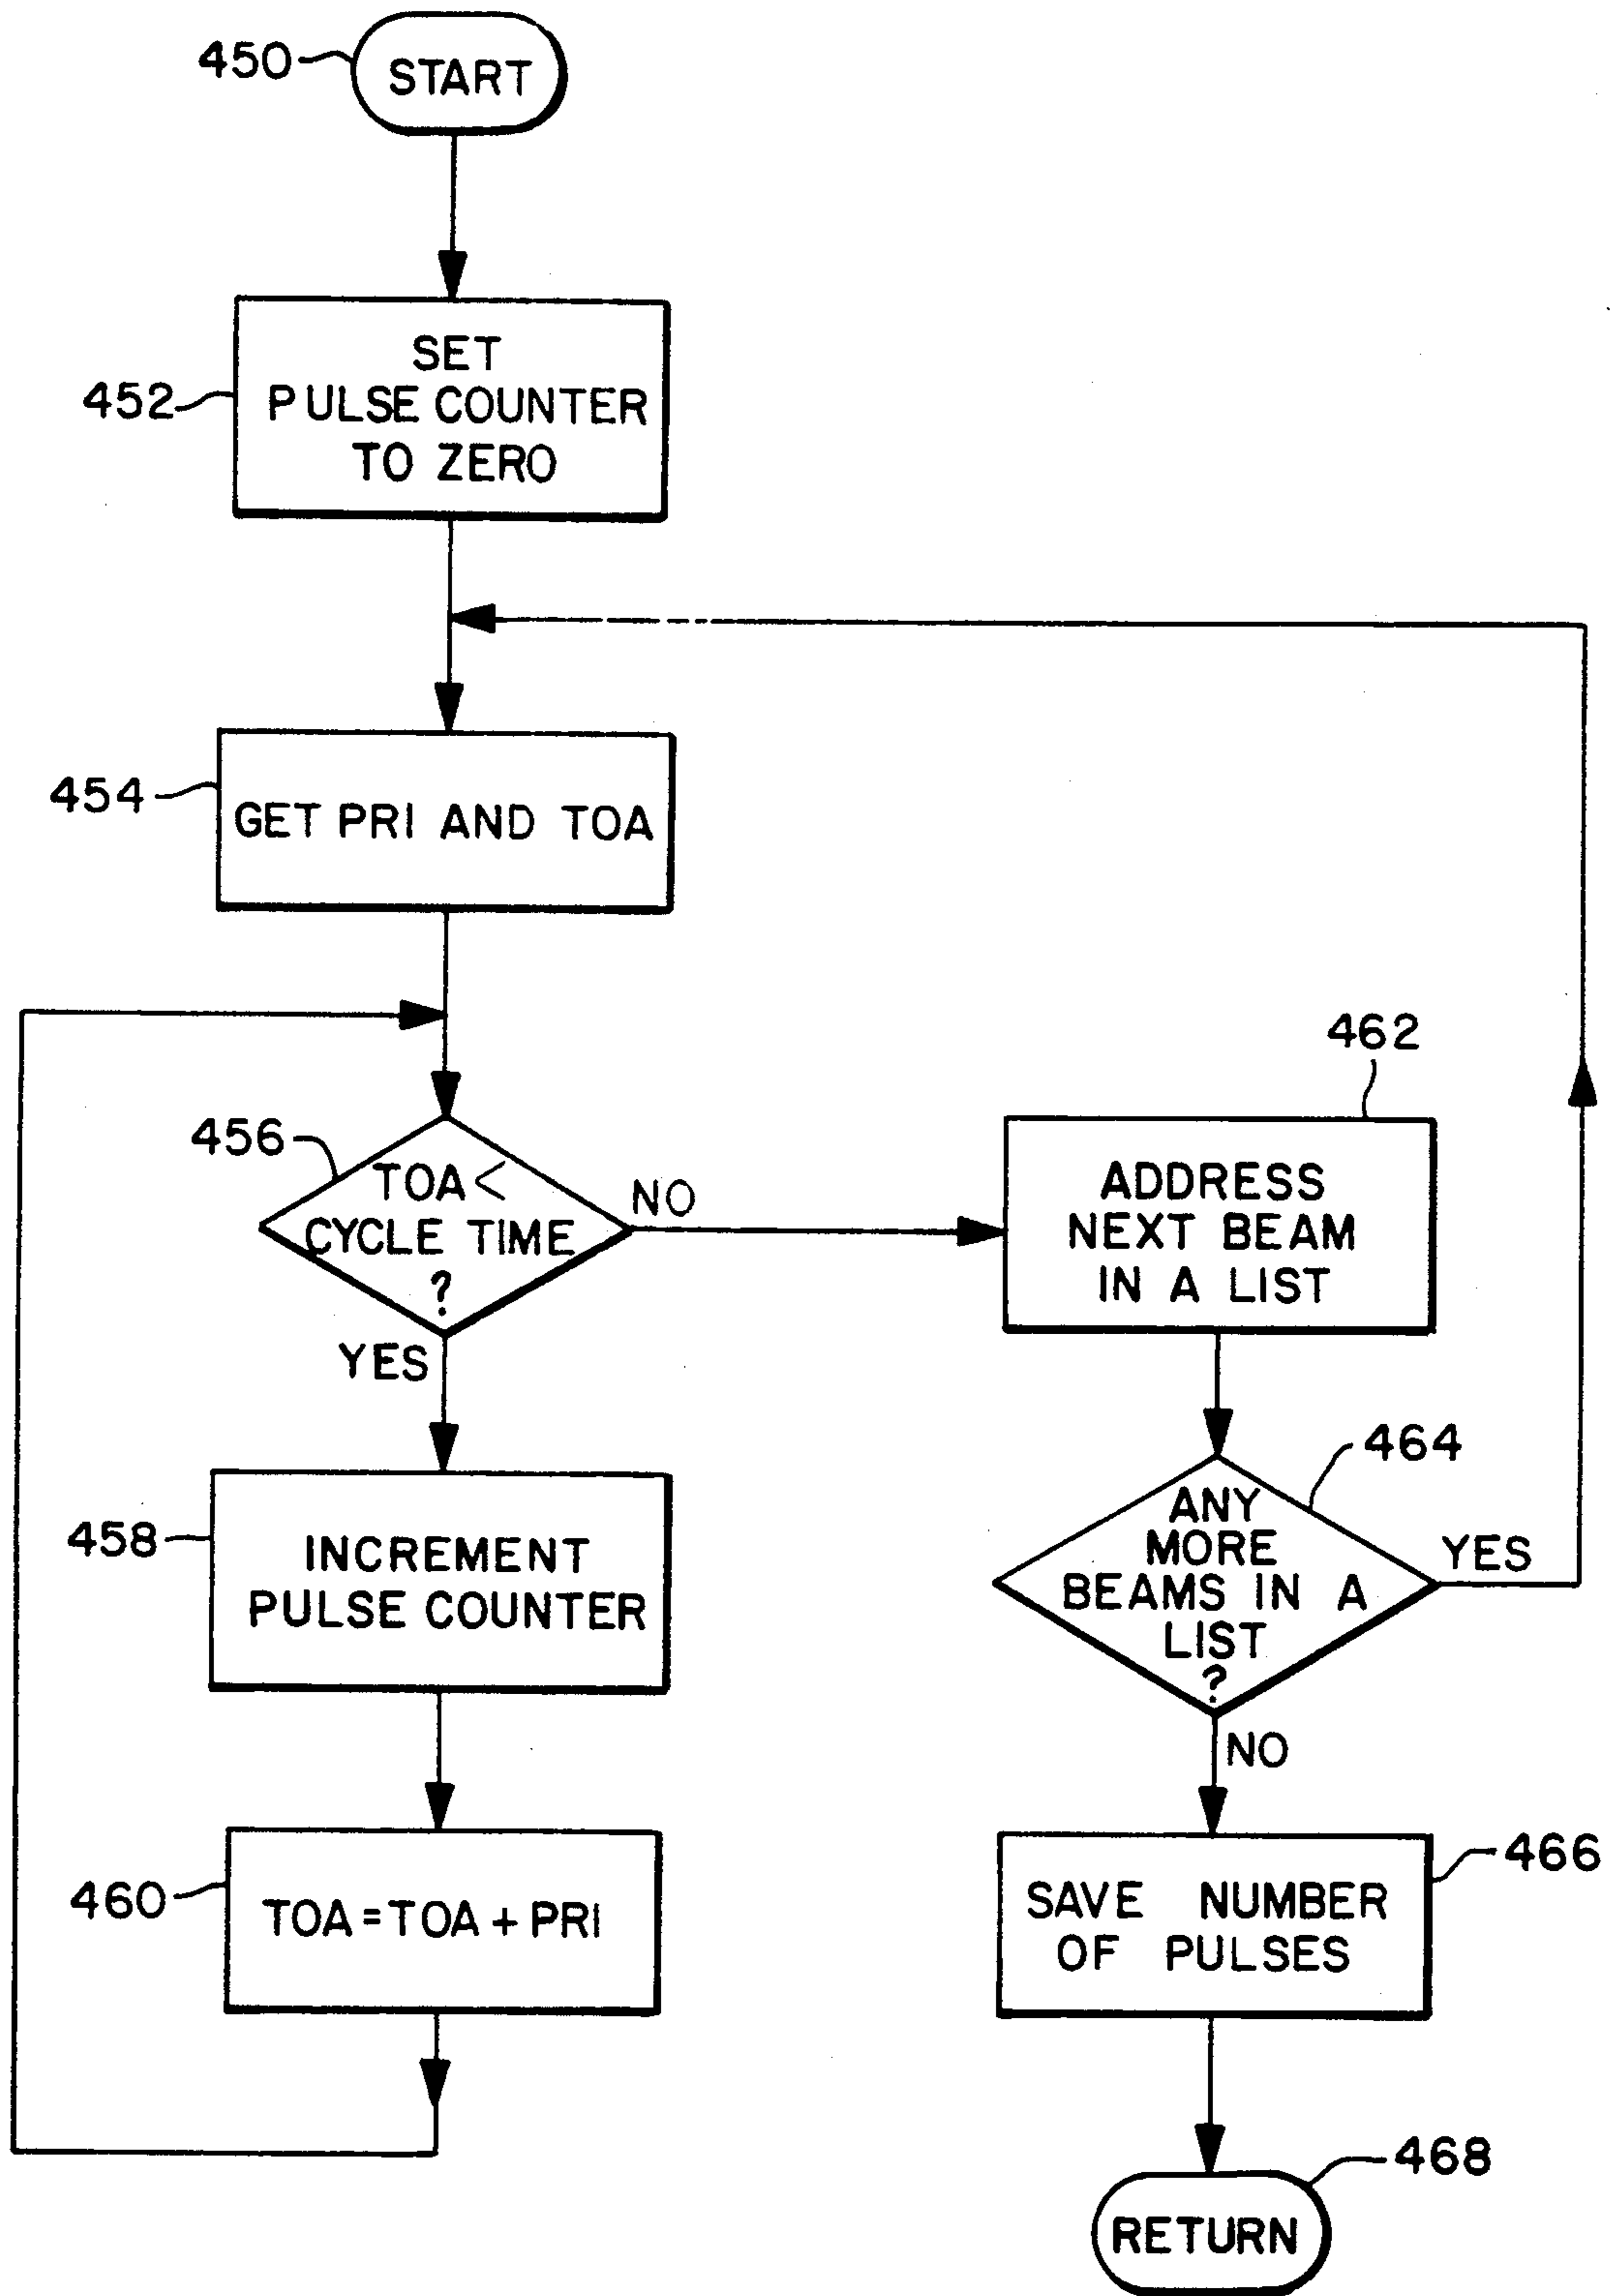 450
START
452
SET
PULSE COUNTER
TO ZERO
454
GET PRI AND TOA
456
TOA <
CYCLE TIME
?
NO
YES
458
INCREMENT
PULSE COUNTER
460
TOA = TOA + PRI
462
ADDRESS
NEXT BEAM
IN A LIST
464
ANY
MORE
BEAMS IN A
LIST
?
YES
NO
466
SAVE NUMBER
OF PULSES
468
RETURN